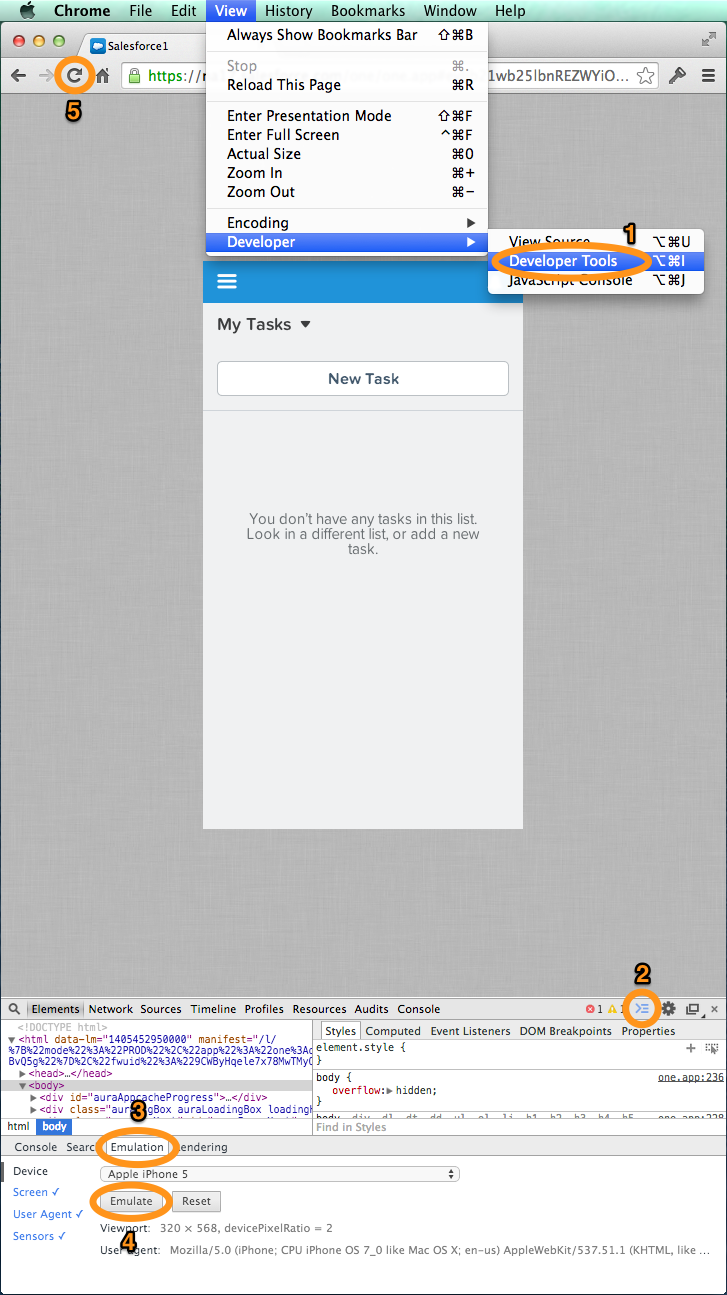 Chrome File Edit View History Bookmarks Window Help
Always Show Bookmarks Bar ⇧⌘B
Salesforce1
Stop ⌘.
https:// 1wb25lbnREZWYiO...
Reload This Page ⌘R
5
Enter Presentation Mode ⇧⌘F
Enter Full Screen ^⌘F
Actual Size ⌘0
Zoom In ⌘+
Zoom Out ⌘−
Encoding ▶
Developer ▶
1
View Source ⌥⌘U
Developer Tools ⌥⌘I
JavaScript Console ⌥⌘J
My Tasks ▼
New Task
You don't have any tasks in this list.
Look in a different list, or add a new
task.
2
Elements Network Sources Timeline Profiles Resources Audits Console 1
<!DOCTYPE html>
▼<html data-lm="1405452950000" manifest="/l/
%7B%22mode%22%3A%22PROD%22%2C%22app%22%3A%22one%3A
BvQ5g%22%7D%2C%22fwuid%22%3A%229CWByHqele7x78MwTMy
▶<head>…</head>
▼<body>
▶<div id="auraAppcacheProgress">…</div>
▶<div class="aur Box auraLoadingBox loading
html body
Styles Computed Event Listeners DOM Breakpoints Properties
element.style {
}
body { one.app:236
overflow:▶ hidden;
}
body, div, dl, dt, dd, ul, ol, li, h1, h2, h3, h4, h5, one.app:228
Find in Styles
3
Console Emulation
Device
Apple iPhone 5
Screen ✓
Emulate Reset
User Agent ✓
Viewport: 320 × 568, devicePixelRatio = 2
4
Sensors ✓
User agent: Mozilla/5.0 (iPhone; CPU iPhone OS 7_0 like Mac OS X; en-us) AppleWebKit/537.51.1 (KHTML, like ...